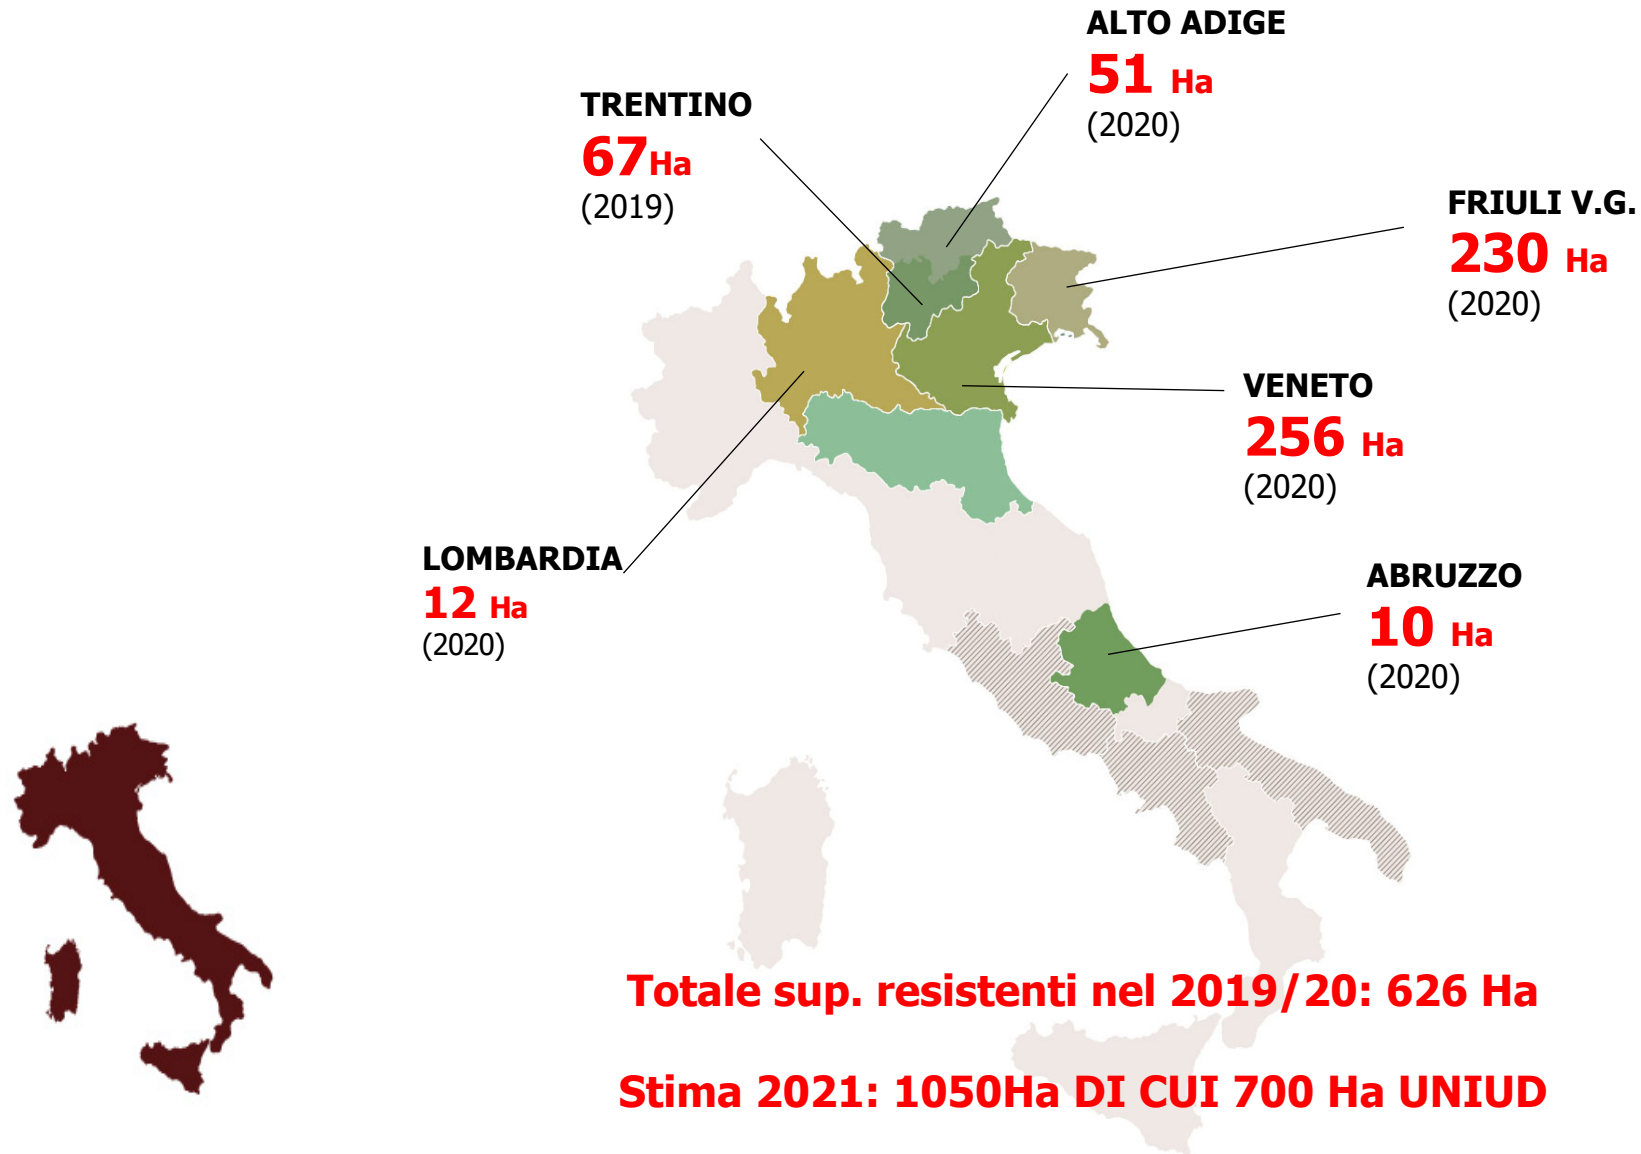 ALTO ADIGE
51 Ha
(2020)
TRENTINO
67Ha
(2019)
FRIULI V.G.
230 Ha
(2020)
VENETO
256 Ha
(2020)
LOMBARDIA
12 Ha
(2020)
ABRUZZO
10 Ha
(2020)
Totale sup. resistenti nel 2019/20: 626 Ha
Stima 2021: 1050Ha DI CUI 700 Ha UNIUD